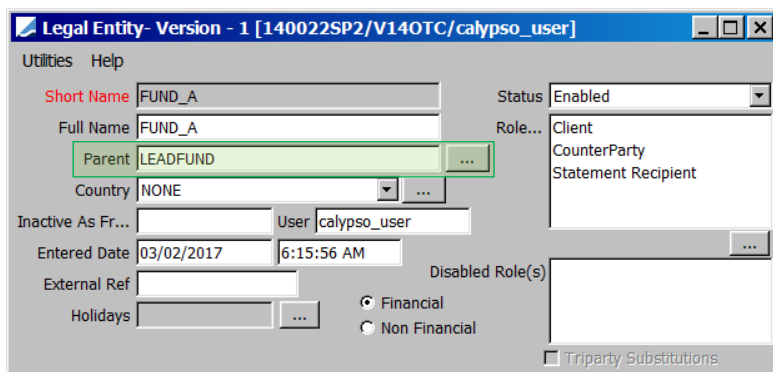 Legal Entity- Version - 1 [140022SP2/V14OTC/calypso_user]
Utilities Help
Short Name FUND_A
Status Enabled
Full Name FUND_A
Role... Client
CounterParty
Statement Recipient
Parent LEADFUND ...
Country NONE ...
Inactive As Fr... User calypso_user
...
Entered Date 03/02/2017 6:15:56 AM
Disabled Role(s)
External Ref
Financial
Holidays ...
Non Financial
Triparty Substitutions